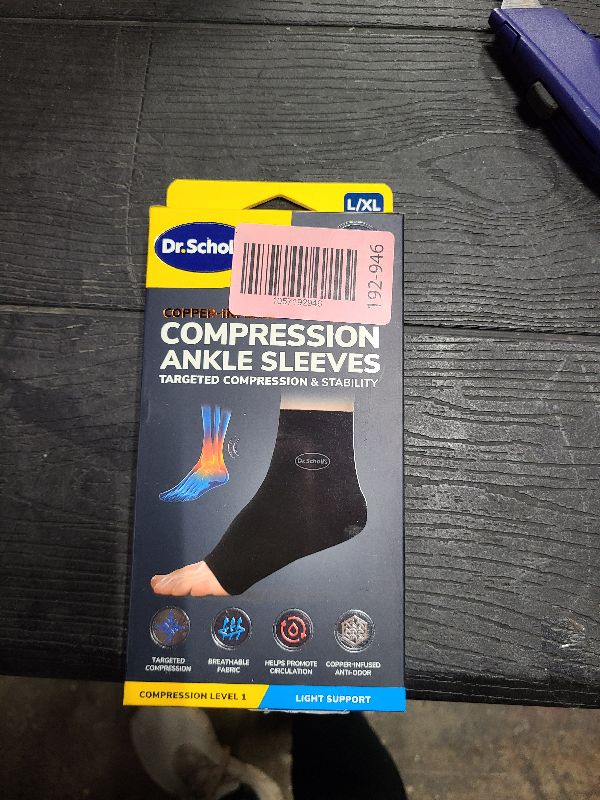 L/XL
Dr.Schol
192-946
COMPRESSION
ANKLE SLEEVES
TARGETED COMPRESSION & STABILITY
Dr.Scholl's
TARGETED
COMPRESSION
BREATHABLE
FABRIC
HELPS PROMOTE
CIRCULATION
COPPER-INFUSED
ANTI-ODOR
COMPRESSION LEVEL 1
LIGHT SUPPORT